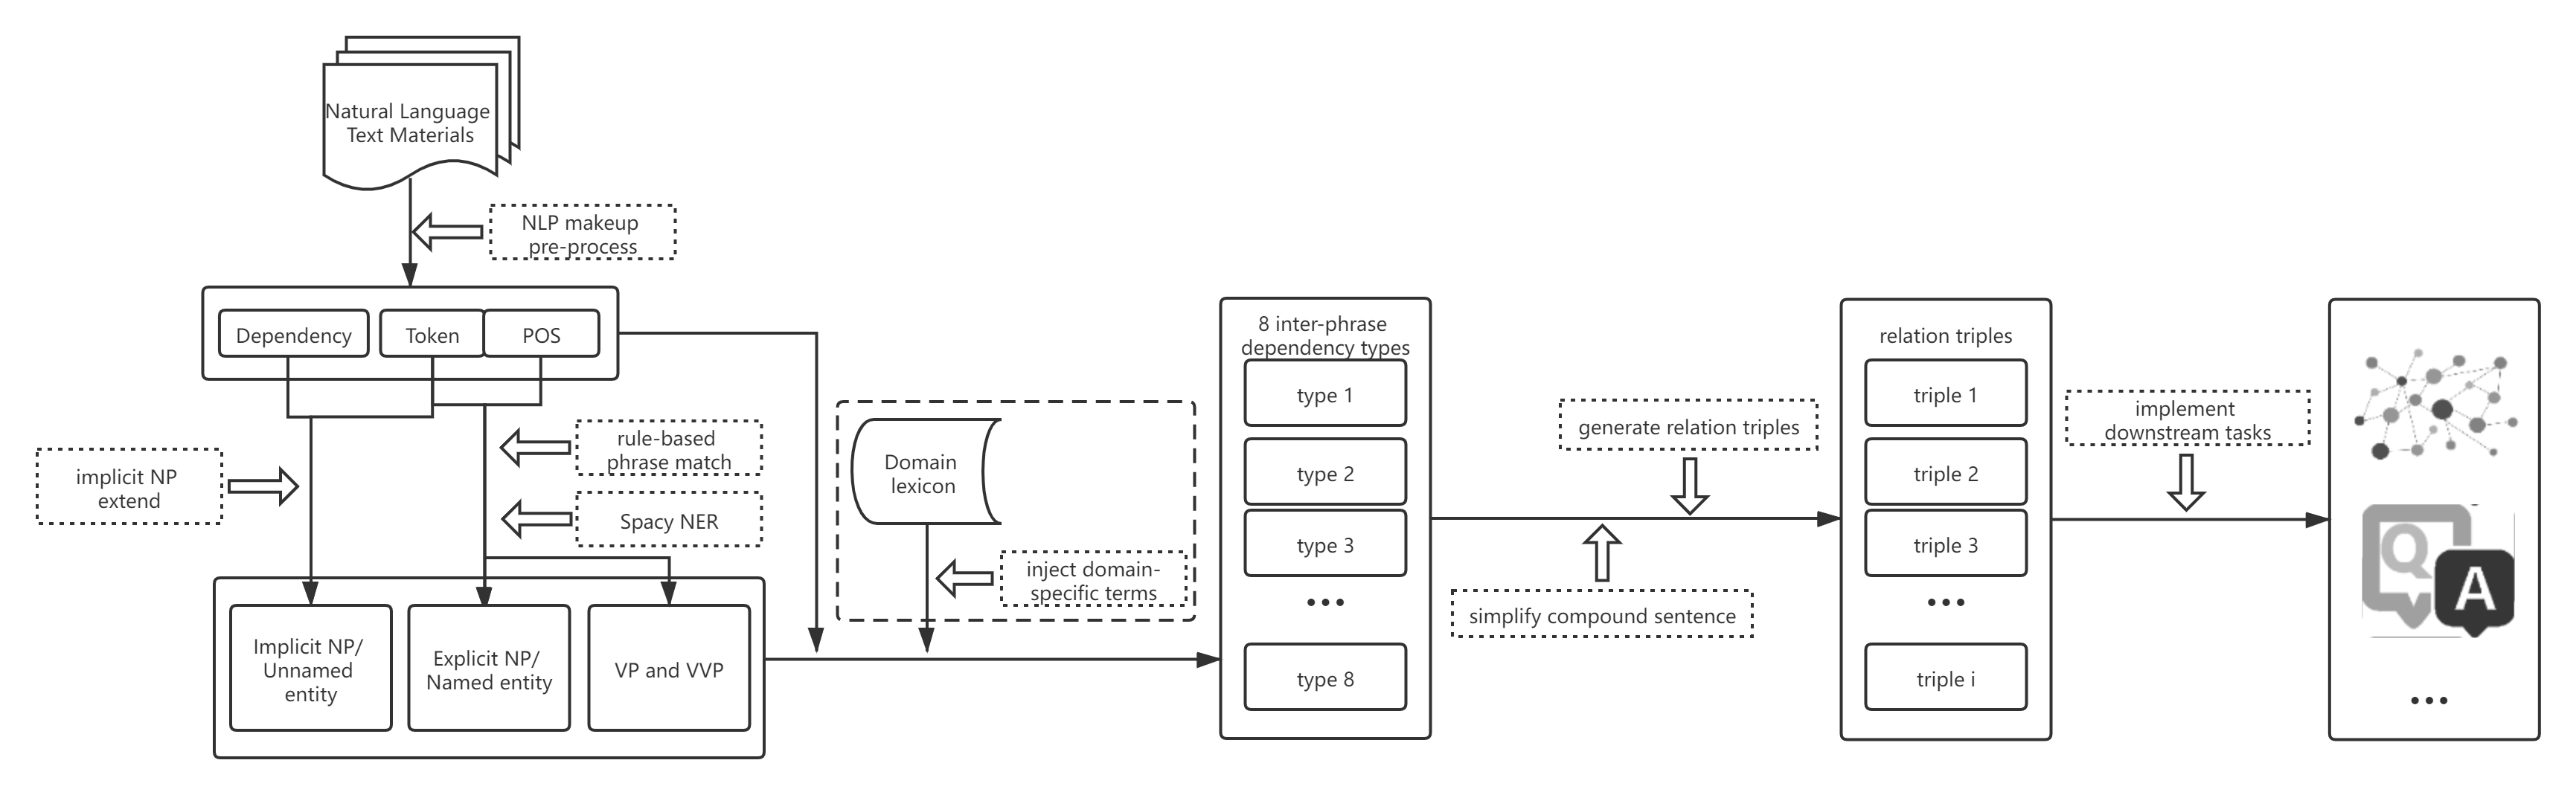 Natural Language
Text Materials
NLP makeup
pre-process
Dependency
Token
POS
implicit NP
extend
rule-based
phrase match
Spacy NER
Implicit NP/
Unnamed
entity
Explicit NP/
Named entity
VP and VVP
Domain
lexicon
inject domain-
specific terms
8 inter-phrase
dependency types
type 1
type 2
type 3
•••
type 8
generate relation triples
simplify compound sentence
relation triples
triple 1
triple 2
triple 3
•••
triple i
implement
downstream tasks
Q
A
•••